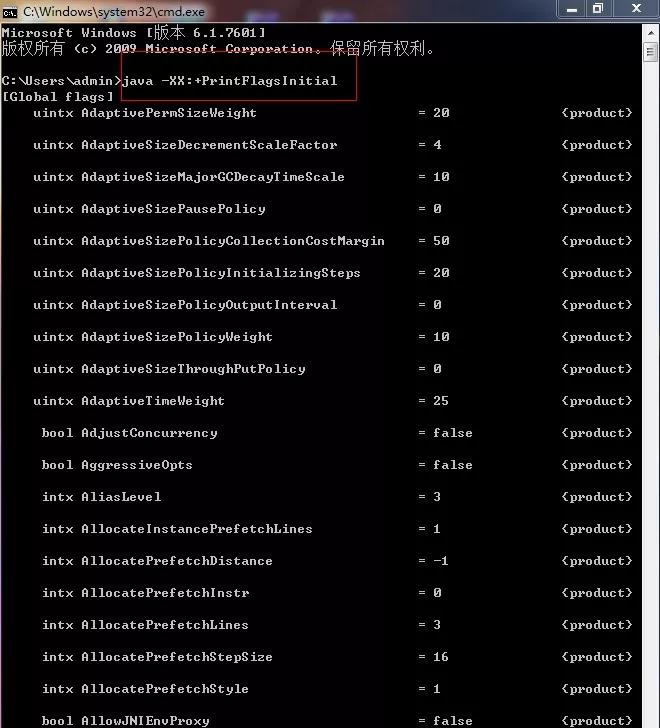 C:\Windows\system32\cmd.exe
Microsoft Windows [版本 6.1.7601]
版权所有 (c) 2009 Microsoft Corporation。保留所有权利。
C:\Users\admin>java -XX:+PrintFlagsInitial
[Global flags]
uintx AdaptivePermSizeWeight = 20 {product}
uintx AdaptiveSizeDecrementScaleFactor = 4 {product}
uintx AdaptiveSizeMajorGCDecayTimeScale = 10 {product}
uintx AdaptiveSizePausePolicy = 0 {product}
uintx AdaptiveSizePolicyCollectionCostMargin = 50 {product}
uintx AdaptiveSizePolicyInitializingSteps = 20 {product}
uintx AdaptiveSizePolicyOutputInterval = 0 {product}
uintx AdaptiveSizePolicyWeight = 10 {product}
uintx AdaptiveSizeThroughPutPolicy = 0 {product}
uintx AdaptiveTimeWeight = 25 {product}
bool AdjustConcurrency = false {product}
bool AggressiveOpts = false {product}
intx AliasLevel = 3 {product}
intx AllocateInstancePrefetchLines = 1 {product}
intx AllocatePrefetchDistance = -1 {product}
intx AllocatePrefetchInstr = 0 {product}
intx AllocatePrefetchLines = 3 {product}
intx AllocatePrefetchStepSize = 16 {product}
intx AllocatePrefetchStyle = 1 {product}
bool AllowJNIEnvProxy = false {product}